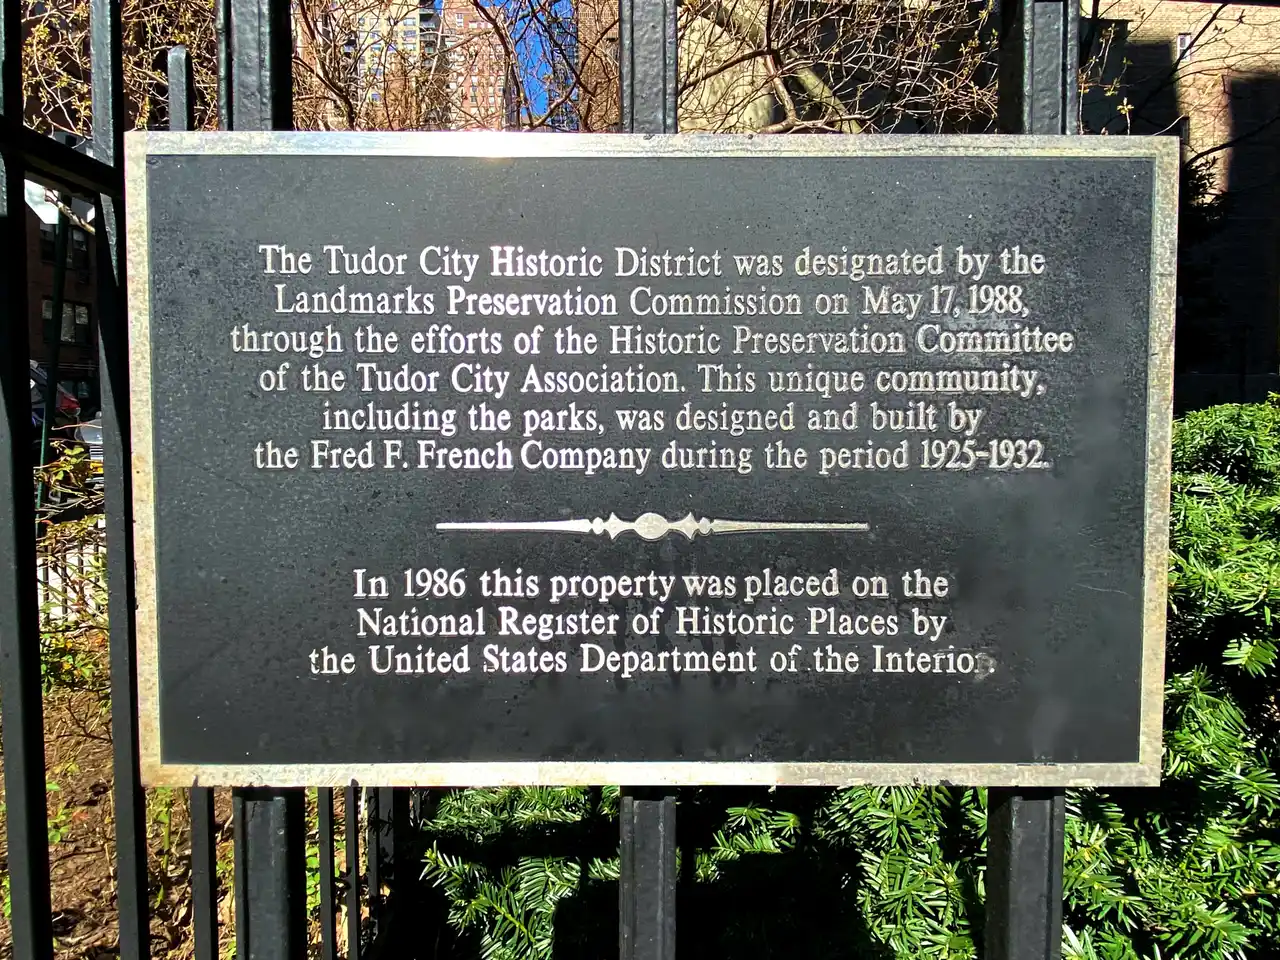 The Tudor City Historic District was designated by the
Landmarks Preservation Commission on May 17, 1988,
through the efforts of the Historic Preservation Committee
of the Tudor City Association. This unique community,
including the parks, was designed and built by
the Fred F. French Company during the period 1925-1932.
In 1986 this property was placed on the
National Register of Historic Places by
the United States Department of the Interior.